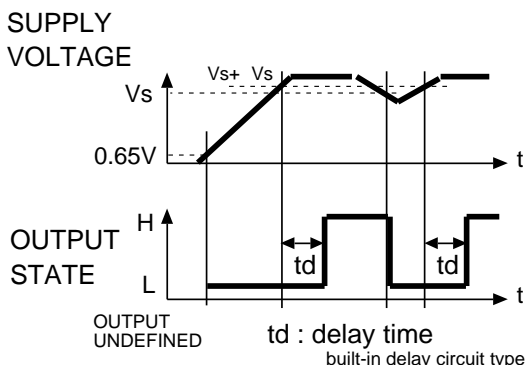 SUPPLY
VOLTAGE
Vs+ Vs
Vs
0.65V
t
H
OUTPUT
STATE
td
td
L
t
OUTPUT
UNDEFINED
td : delay time
built-in delay circuit type